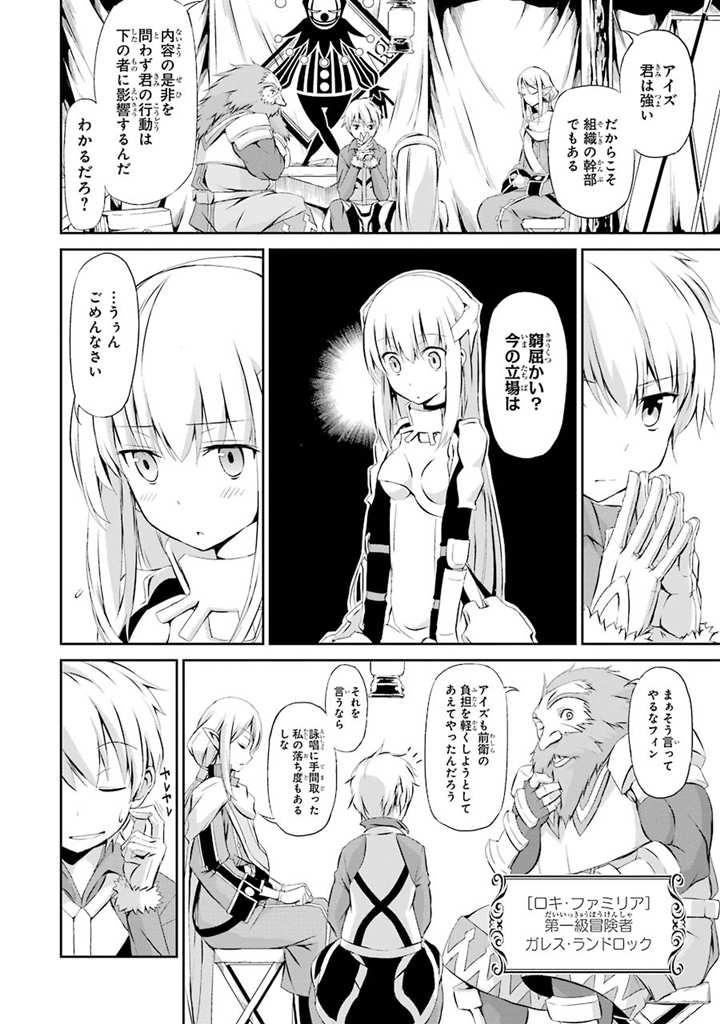 アイズ
君は強い
だからこそ
組織の幹部
でもある
内容の是非を
問わず君の行動は
下の者に影響するんだ
わかるだろ？
窮屈かい？
今の立場は
…うぅん
ごめんなさい
まぁそう言って
やるなフィン
アイズも前衛の
負担を軽くしようとして
あえてやったんだろう
それを
言うなら
詠唱に手間取った
私の落ち度もある
しな
ヤレヤレ
［ロキ・ファミリア］
第一級冒険者
ガレス・ランドロック